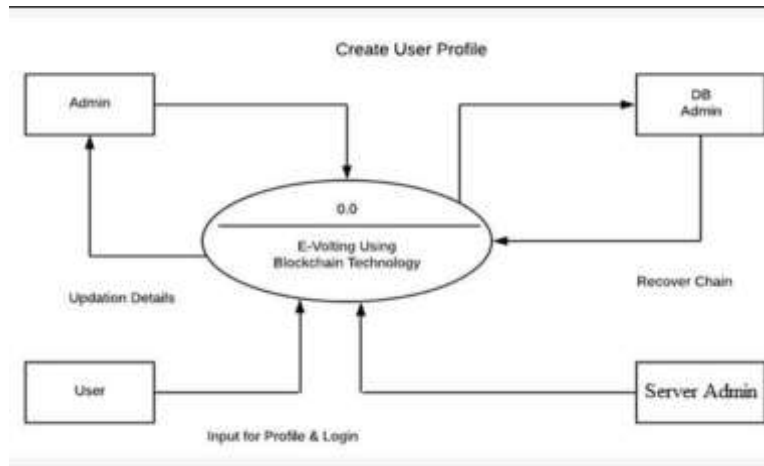 Create User Profile
Admin
DB
Admin
0.0
E-Volting Using
Blockchain Technology
Updation Details
Recover Chain
User
Server Admin
Input for Profile & Login